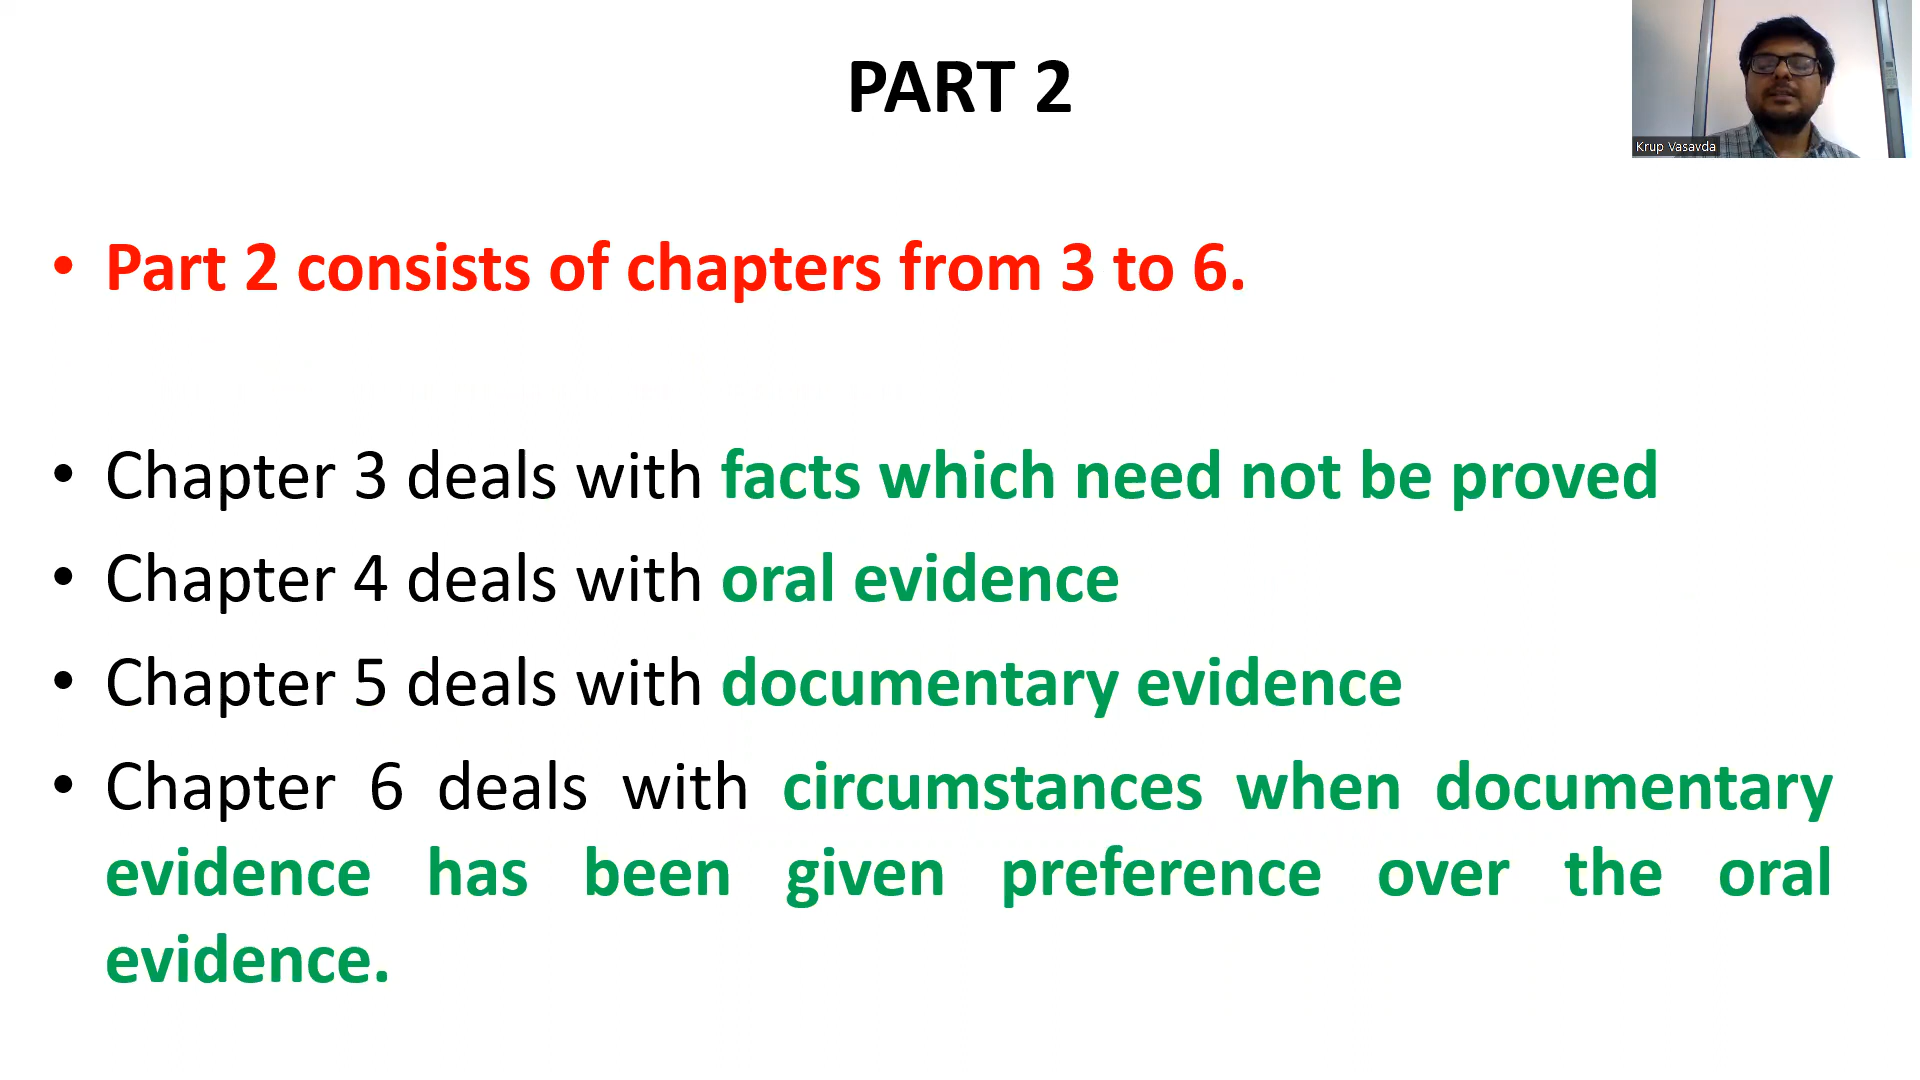 PART 2
Krup Vasavda
• Part 2 consists of chapters from 3 to 6.
• Chapter 3 deals with facts which need not be proved
• Chapter 4 deals with oral evidence
• Chapter 5 deals with documentary evidence
• Chapter 6 deals with circumstances when documentary
evidence has been given preference over the oral
evidence.